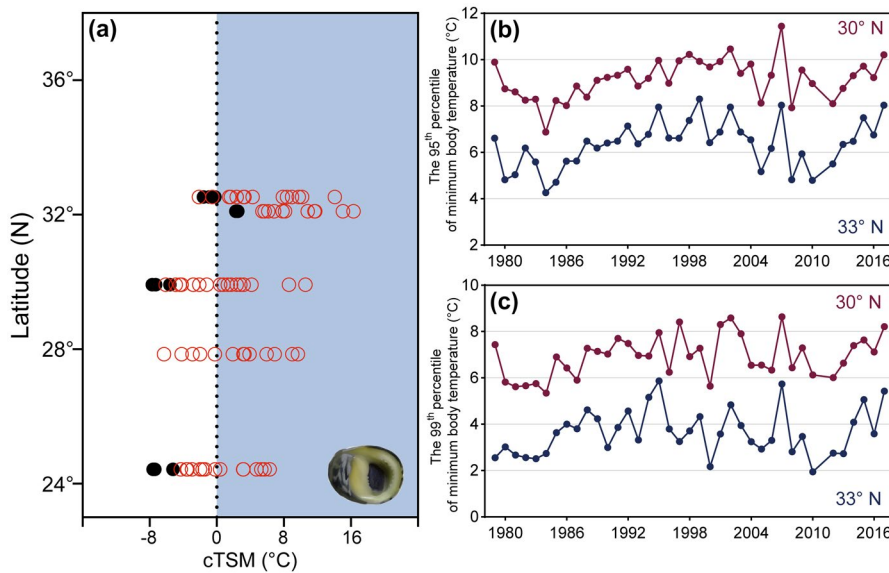 (a)
36°
32°
28°
24°
Latitude (N)
-8 0 8 16
cTSM (°C)
(b)
30° N
33° N
The 95th percentile
of minimum body temperature (°C)
12
10
8
6
4
2
1980 1986 1992 1998 2004 2010 2016
(c)
30° N
33° N
The 99th percentile
of minimum body temperature (°C)
10
8
6
4
2
0
1980 1986 1992 1998 2004 2010 2016